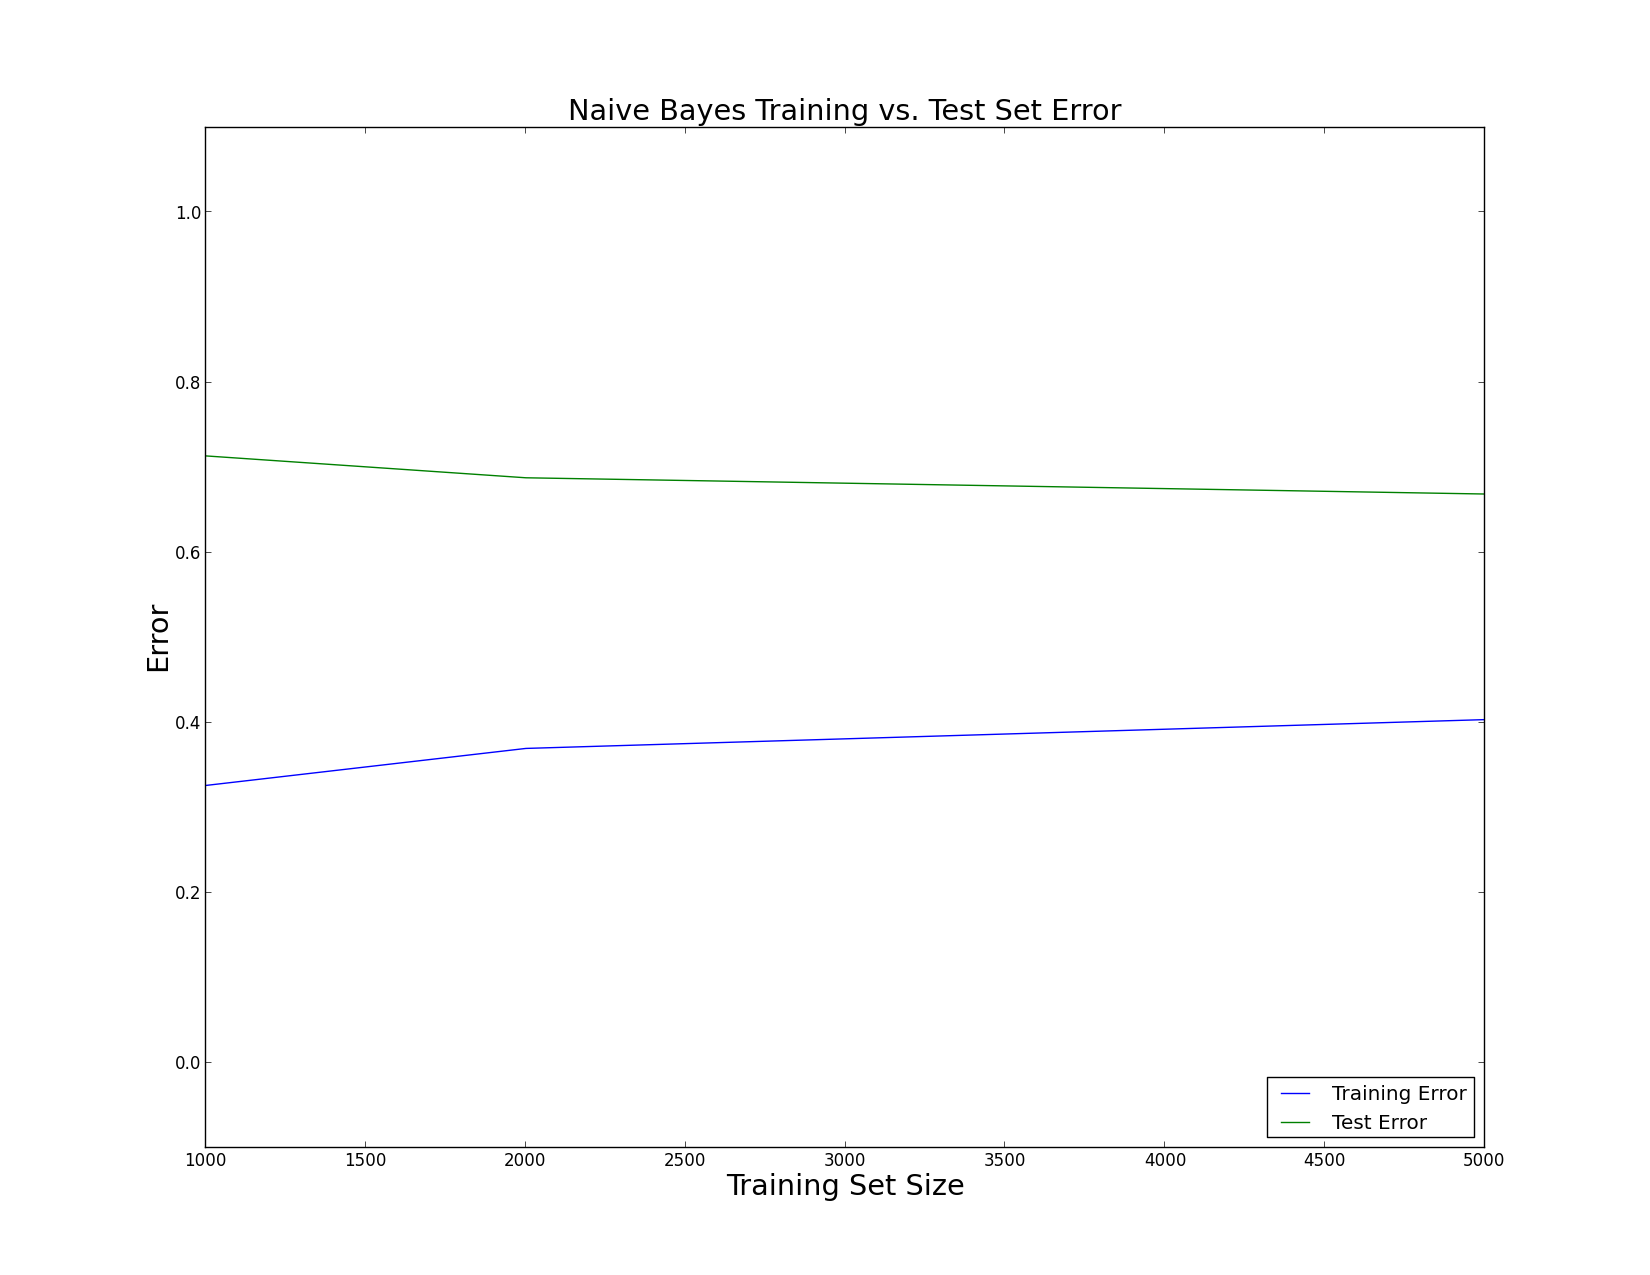 Naive Bayes Training vs. Test Set Error
1.0
0.8
0.6
0.4
0.2
0.0
Error
Training Error
Test Error
1000 1500 2000 2500 3000 3500 4000 4500 5000
Training Set Size